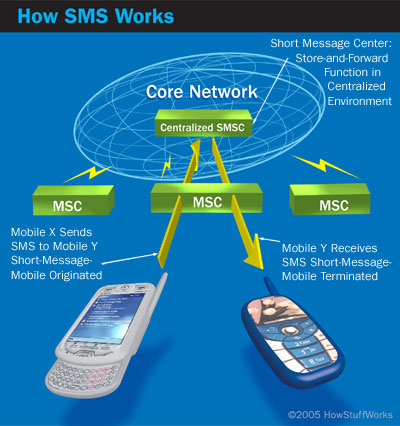 How SMS Works
Short Message Center:
Store-and-Forward
Function in
Centralized
Environment
Core Network
Centralized SMSC
MSC
MSC
MSC
Mobile X Sends
SMS to Mobile Y
Short-Message-
Mobile Originated
Mobile Y Receives
SMS Short-Message-
Mobile Terminated
©2005 HowStuffWorks